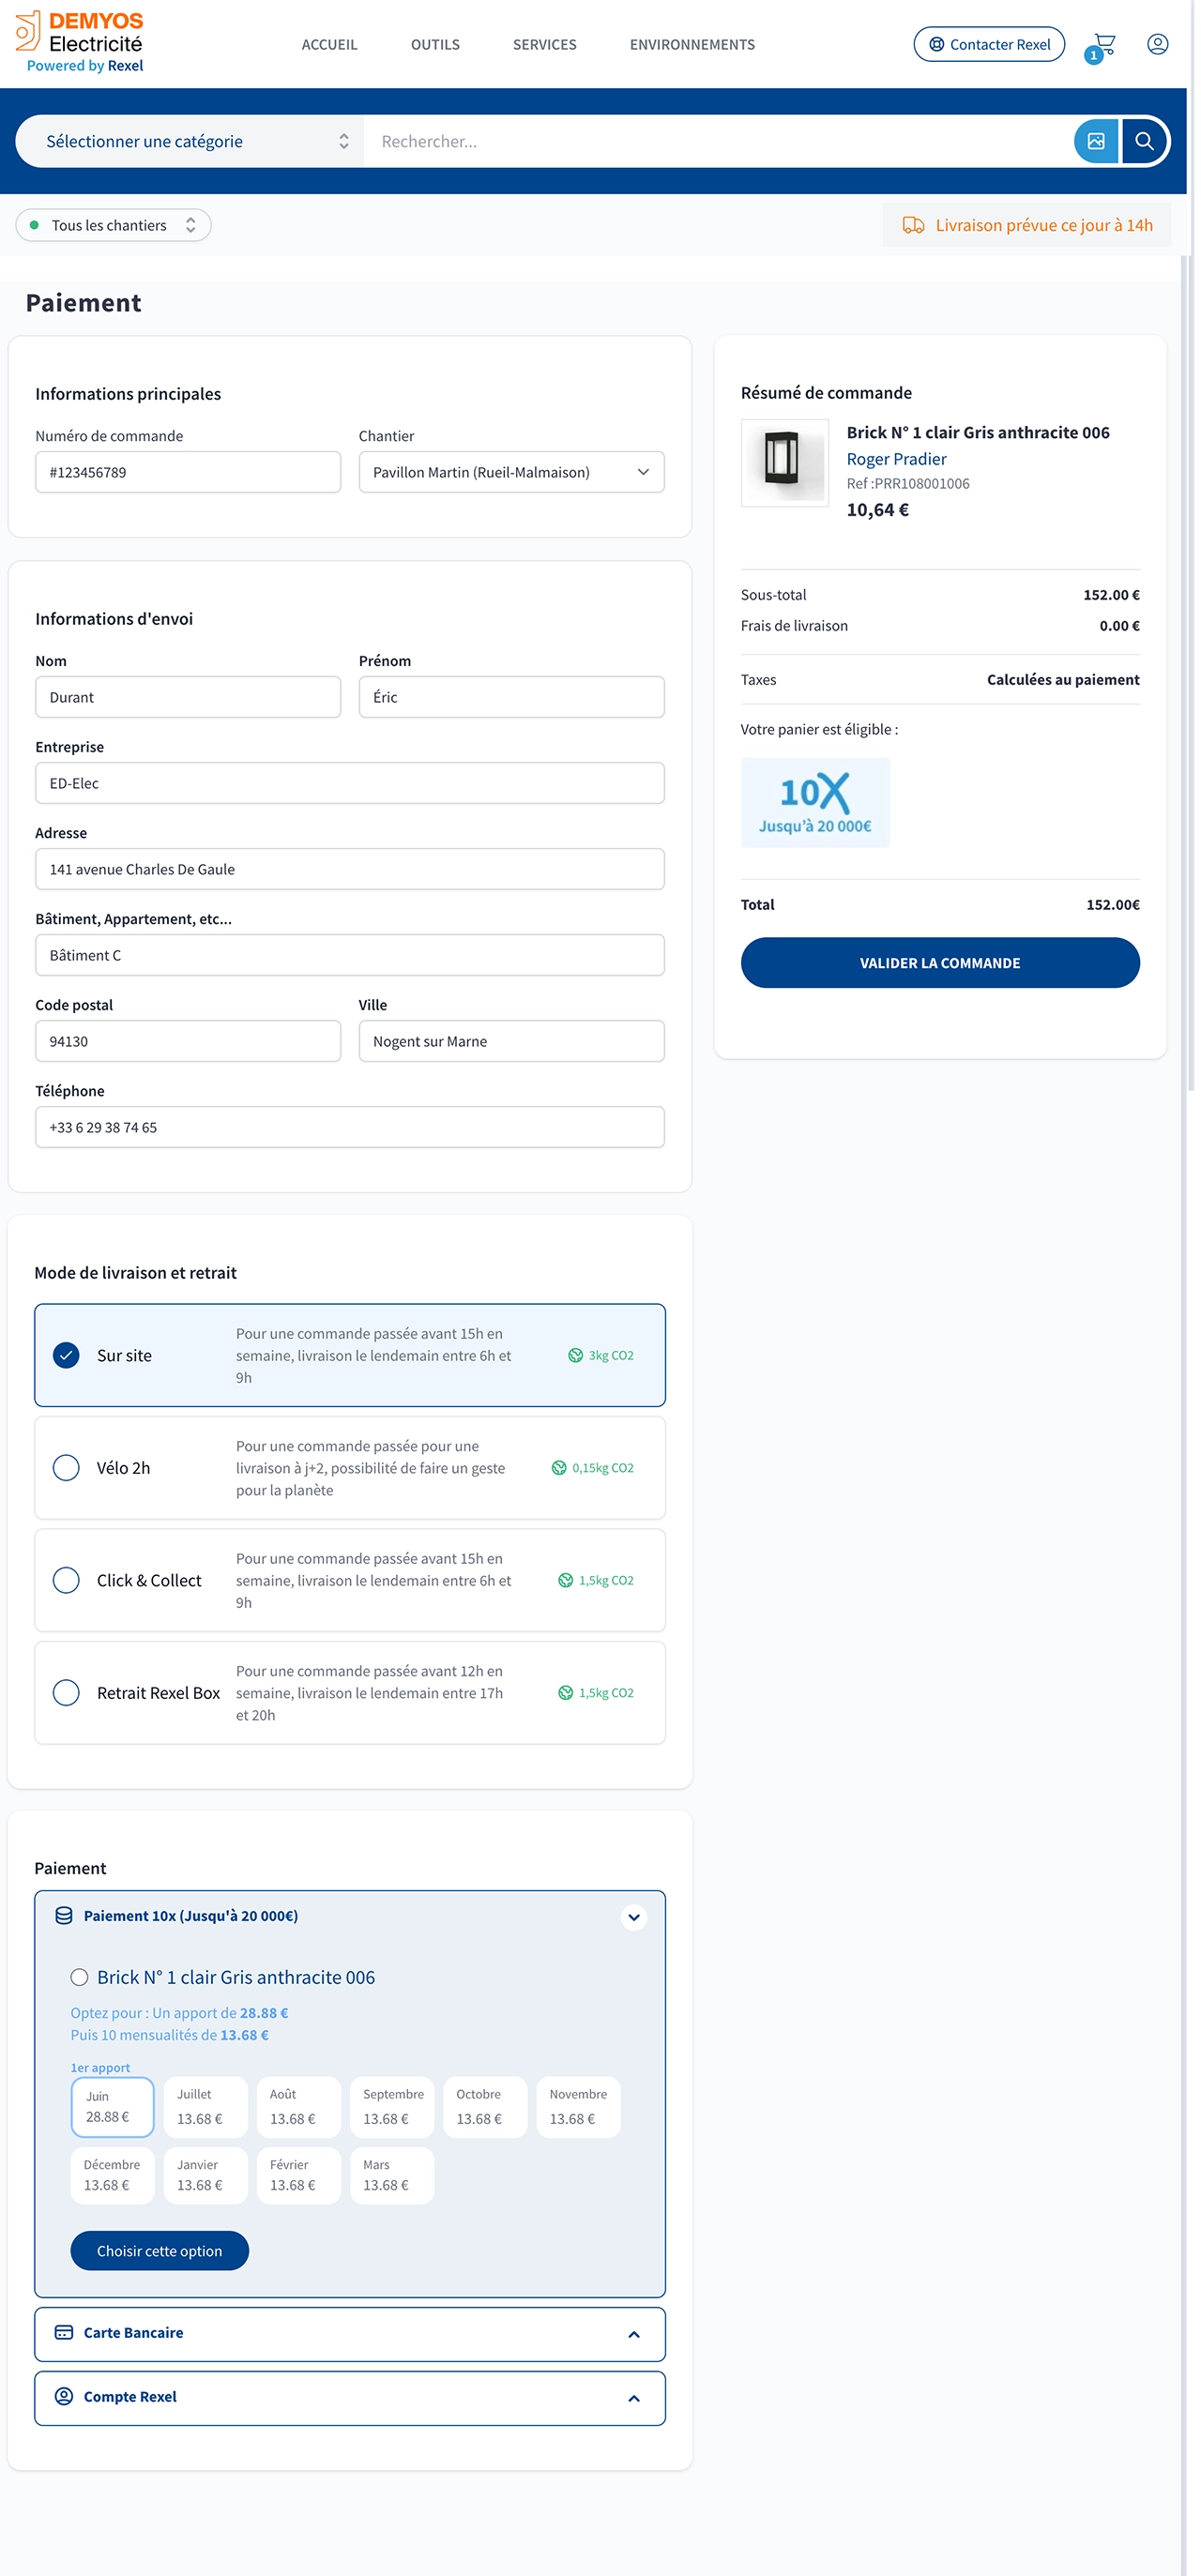 DEMYOS
Electricité
Powered by Rexel
ACCUEIL
OUTILS
SERVICES
ENVIRONNEMENTS
Contacter Rexel
1
Sélectionner une catégorie
Rechercher...
Tous les chantiers
Livraison prévue ce jour à 14h
Paiement
Informations principales
Numéro de commande
Chantier
#123456789
Pavillon Martin (Rueil-Malmaison)
Informations d'envoi
Nom
Prénom
Durant
Éric
Entreprise
ED-Elec
Adresse
141 avenue Charles De Gaule
Bâtiment, Appartement, etc...
Bâtiment C
Code postal
Ville
94130
Nogent sur Marne
Téléphone
+33 6 29 38 74 65
Mode de livraison et retrait
Sur site
Pour une commande passée avant 15h en
semaine, livraison le lendemain entre 6h et
9h
3kg CO2
Vélo 2h
Pour une commande passée pour une
livraison à j+2, possibilité de faire un geste
pour la planète
0,15kg CO2
Click & Collect
Pour une commande passée avant 15h en
semaine, livraison le lendemain entre 6h et
9h
1,5kg CO2
Retrait Rexel Box
Pour une commande passée avant 12h en
semaine, livraison le lendemain entre 17h
et 20h
1,5kg CO2
Paiement
Paiement 10x (Jusqu'à 20 000€)
Brick N° 1 clair Gris anthracite 006
Optez pour : Un apport de 28.88 €
Puis 10 mensualités de 13.68 €
1er apport
Juin
28.88 €
Juillet
13.68 €
Août
13.68 €
Septembre
13.68 €
Octobre
13.68 €
Novembre
13.68 €
Décembre
13.68 €
Janvier
13.68 €
Février
13.68 €
Mars
13.68 €
Choisir cette option
Carte Bancaire
Compte Rexel
Résumé de commande
Brick N° 1 clair Gris anthracite 006
Roger Pradier
Ref :PRR108001006
10,64 €
Sous-total
152.00 €
Frais de livraison
0.00 €
Taxes
Calculées au paiement
Votre panier est éligible :
10X
Jusqu'à 20 000€
Total
152.00€
VALIDER LA COMMANDE